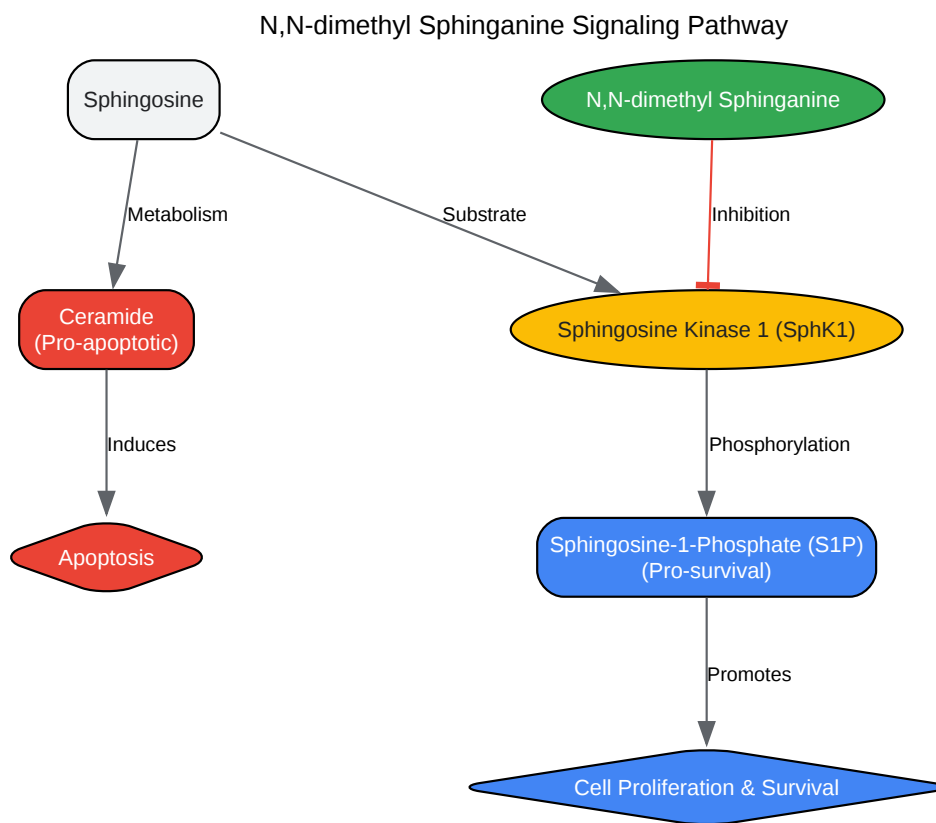 N,N-dimethyl Sphinganine Signaling Pathway
Sphingosine
N,N-dimethyl Sphinganine
Metabolism
Substrate
Inhibition
Ceramide
(Pro-apoptotic)
Sphingosine Kinase 1 (SphK1)
Induces
Phosphorylation
Apoptosis
Sphingosine-1-Phosphate (S1P)
(Pro-survival)
Promotes
Cell Proliferation & Survival